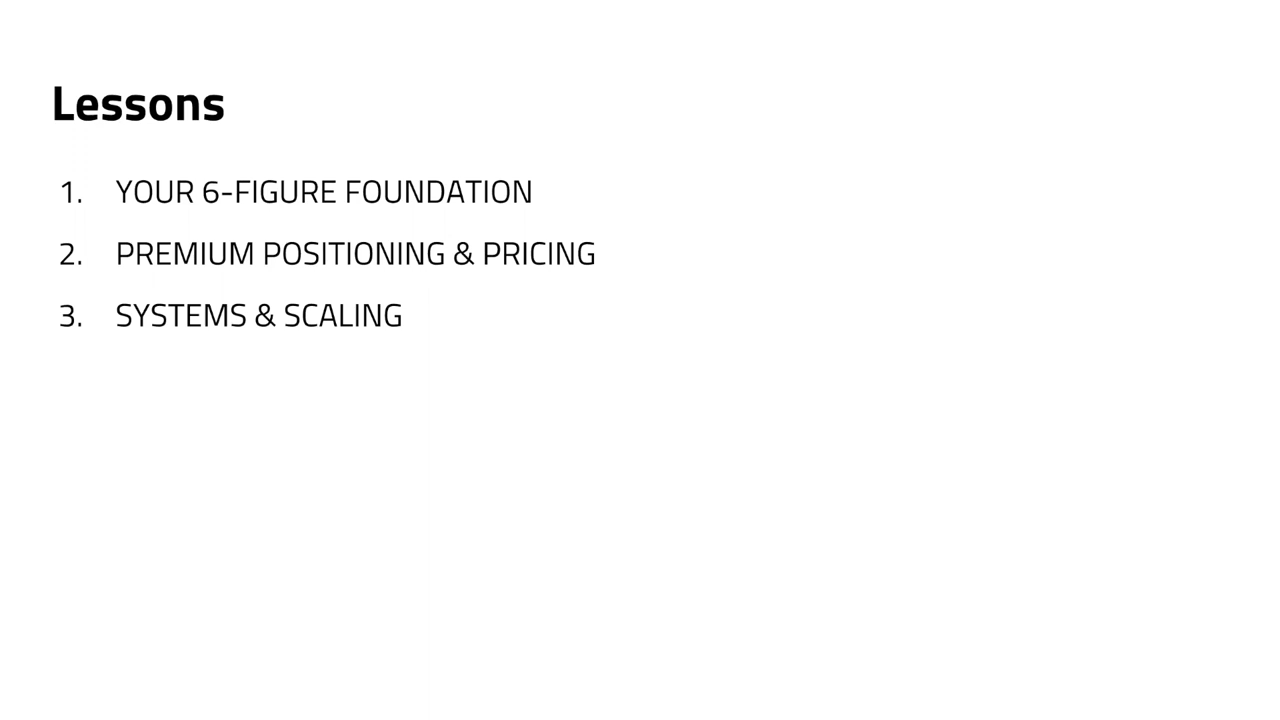 Lessons
1. YOUR 6-FIGURE FOUNDATION
2. PREMIUM POSITIONING & PRICING
3. SYSTEMS & SCALING